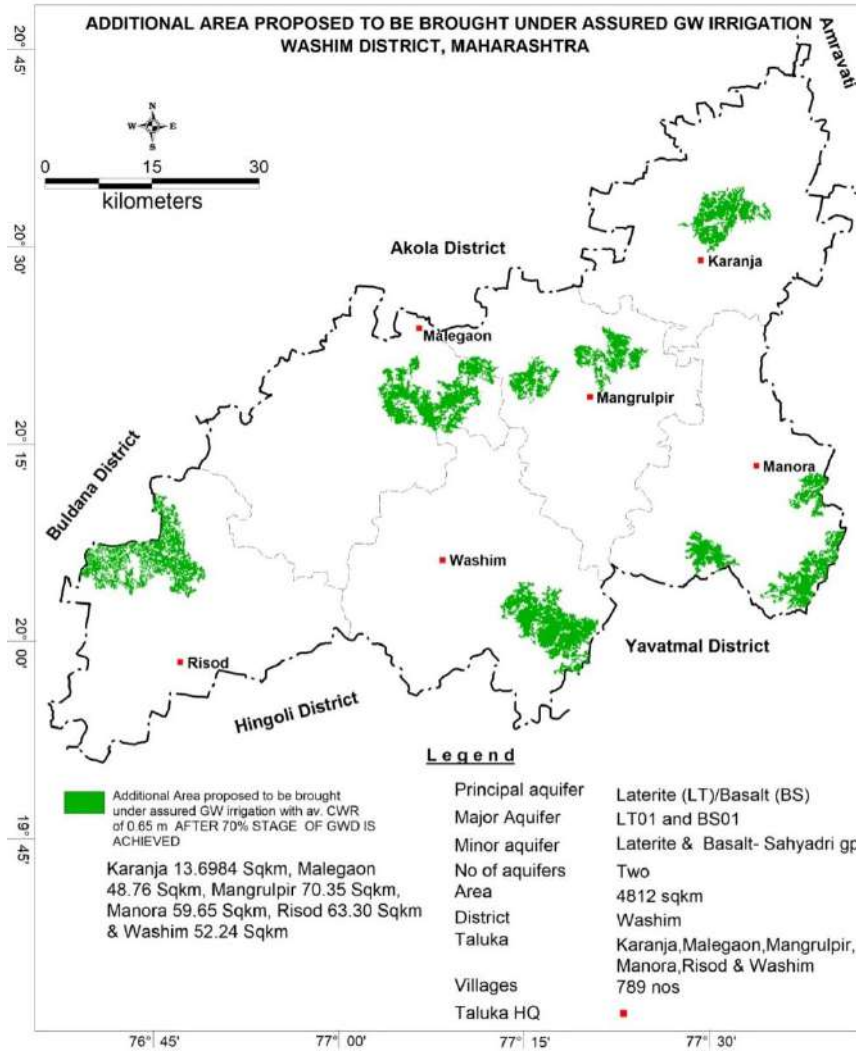 ADDITIONAL AREA PROPOSED TO BE BROUGHT UNDER ASSURED GW IRRIGATION
WASHIM DISTRICT, MAHARASHTRA
Amravati
20° 45'
N
W E
S
0 15 30
kilometers
20° 30'
Akola District
Karanja
Malegaon
Mangrulpir
20° 15'
Buldana District
Manora
Washim
20° 00'
Yavatmal District
Risod
Hingoli District
Legend
Additional Area proposed to be brought
under assured GW irrigation with av. CWR
of 0.65 m AFTER 70% STAGE OF GWD IS
ACHIEVED
Karanja 13.6984 Sqkm, Malegaon
48.76 Sqkm, Mangrulpir 70.35 Sqkm,
Manora 59.65 Sqkm, Risod 63.30 Sqkm
& Washim 52.24 Sqkm
19° 45'
Principal aquifer Laterite (LT)/Basalt (BS)
Major Aquifer LT01 and BS01
Minor aquifer Laterite & Basalt- Sahyadri gp
No of aquifers Two
Area 4812 sqkm
District Washim
Taluka Karanja,Malegaon,Mangrulpir,
Manora,Risod & Washim
Villages 789 nos
Taluka HQ
76° 45' 77° 00' 77° 15' 77° 30'